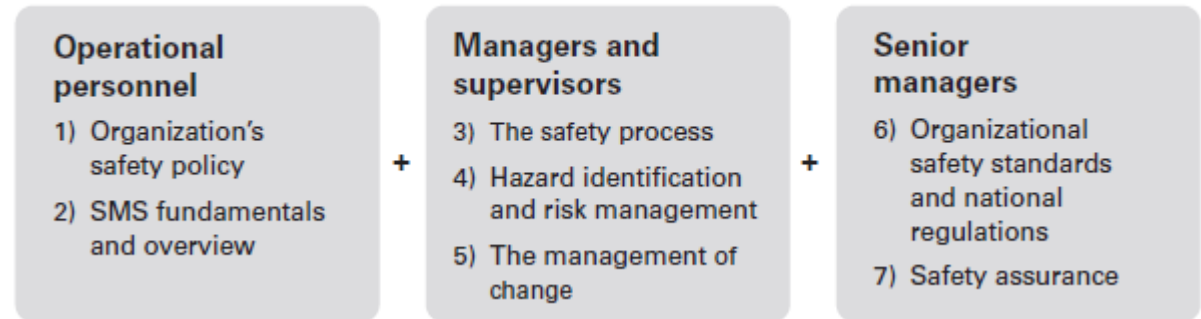 Operational
personnel
1) Organization's
safety policy
2) SMS fundamentals
and overview
+
Managers and
supervisors
3) The safety process
4) Hazard identification
and risk management
5) The management of
change
+
Senior
managers
6) Organizational
safety standards
and national
regulations
7) Safety assurance